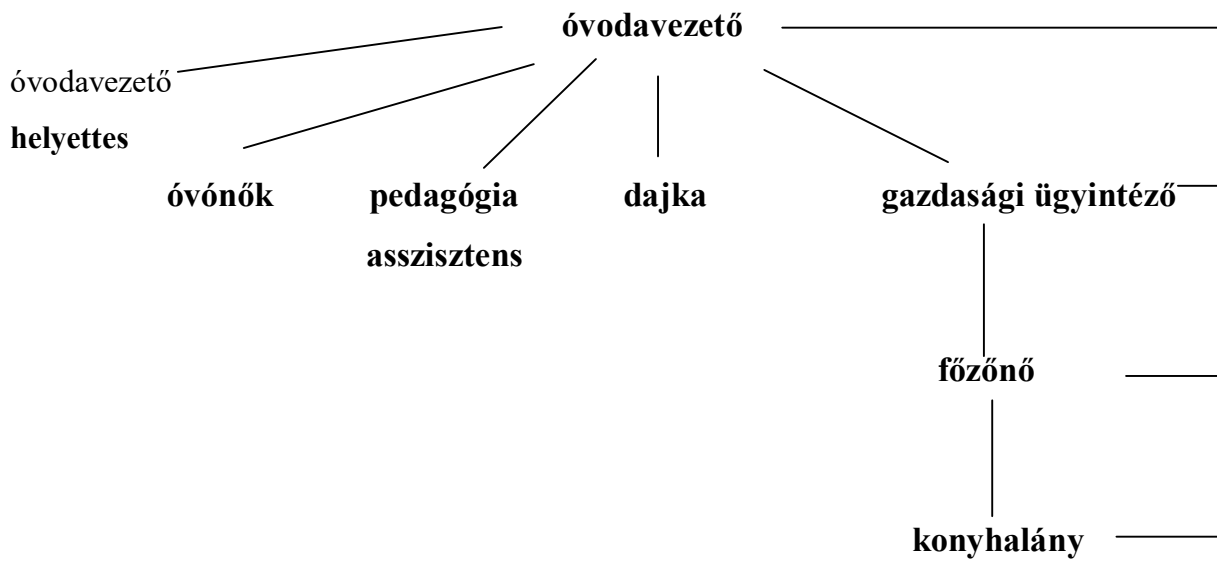 óvodavezető
óvodavezető
helyettes
óvónők
pedagógia
asszisztens
dajka
gazdasági ügyintéző
főzőnő
konyhalány